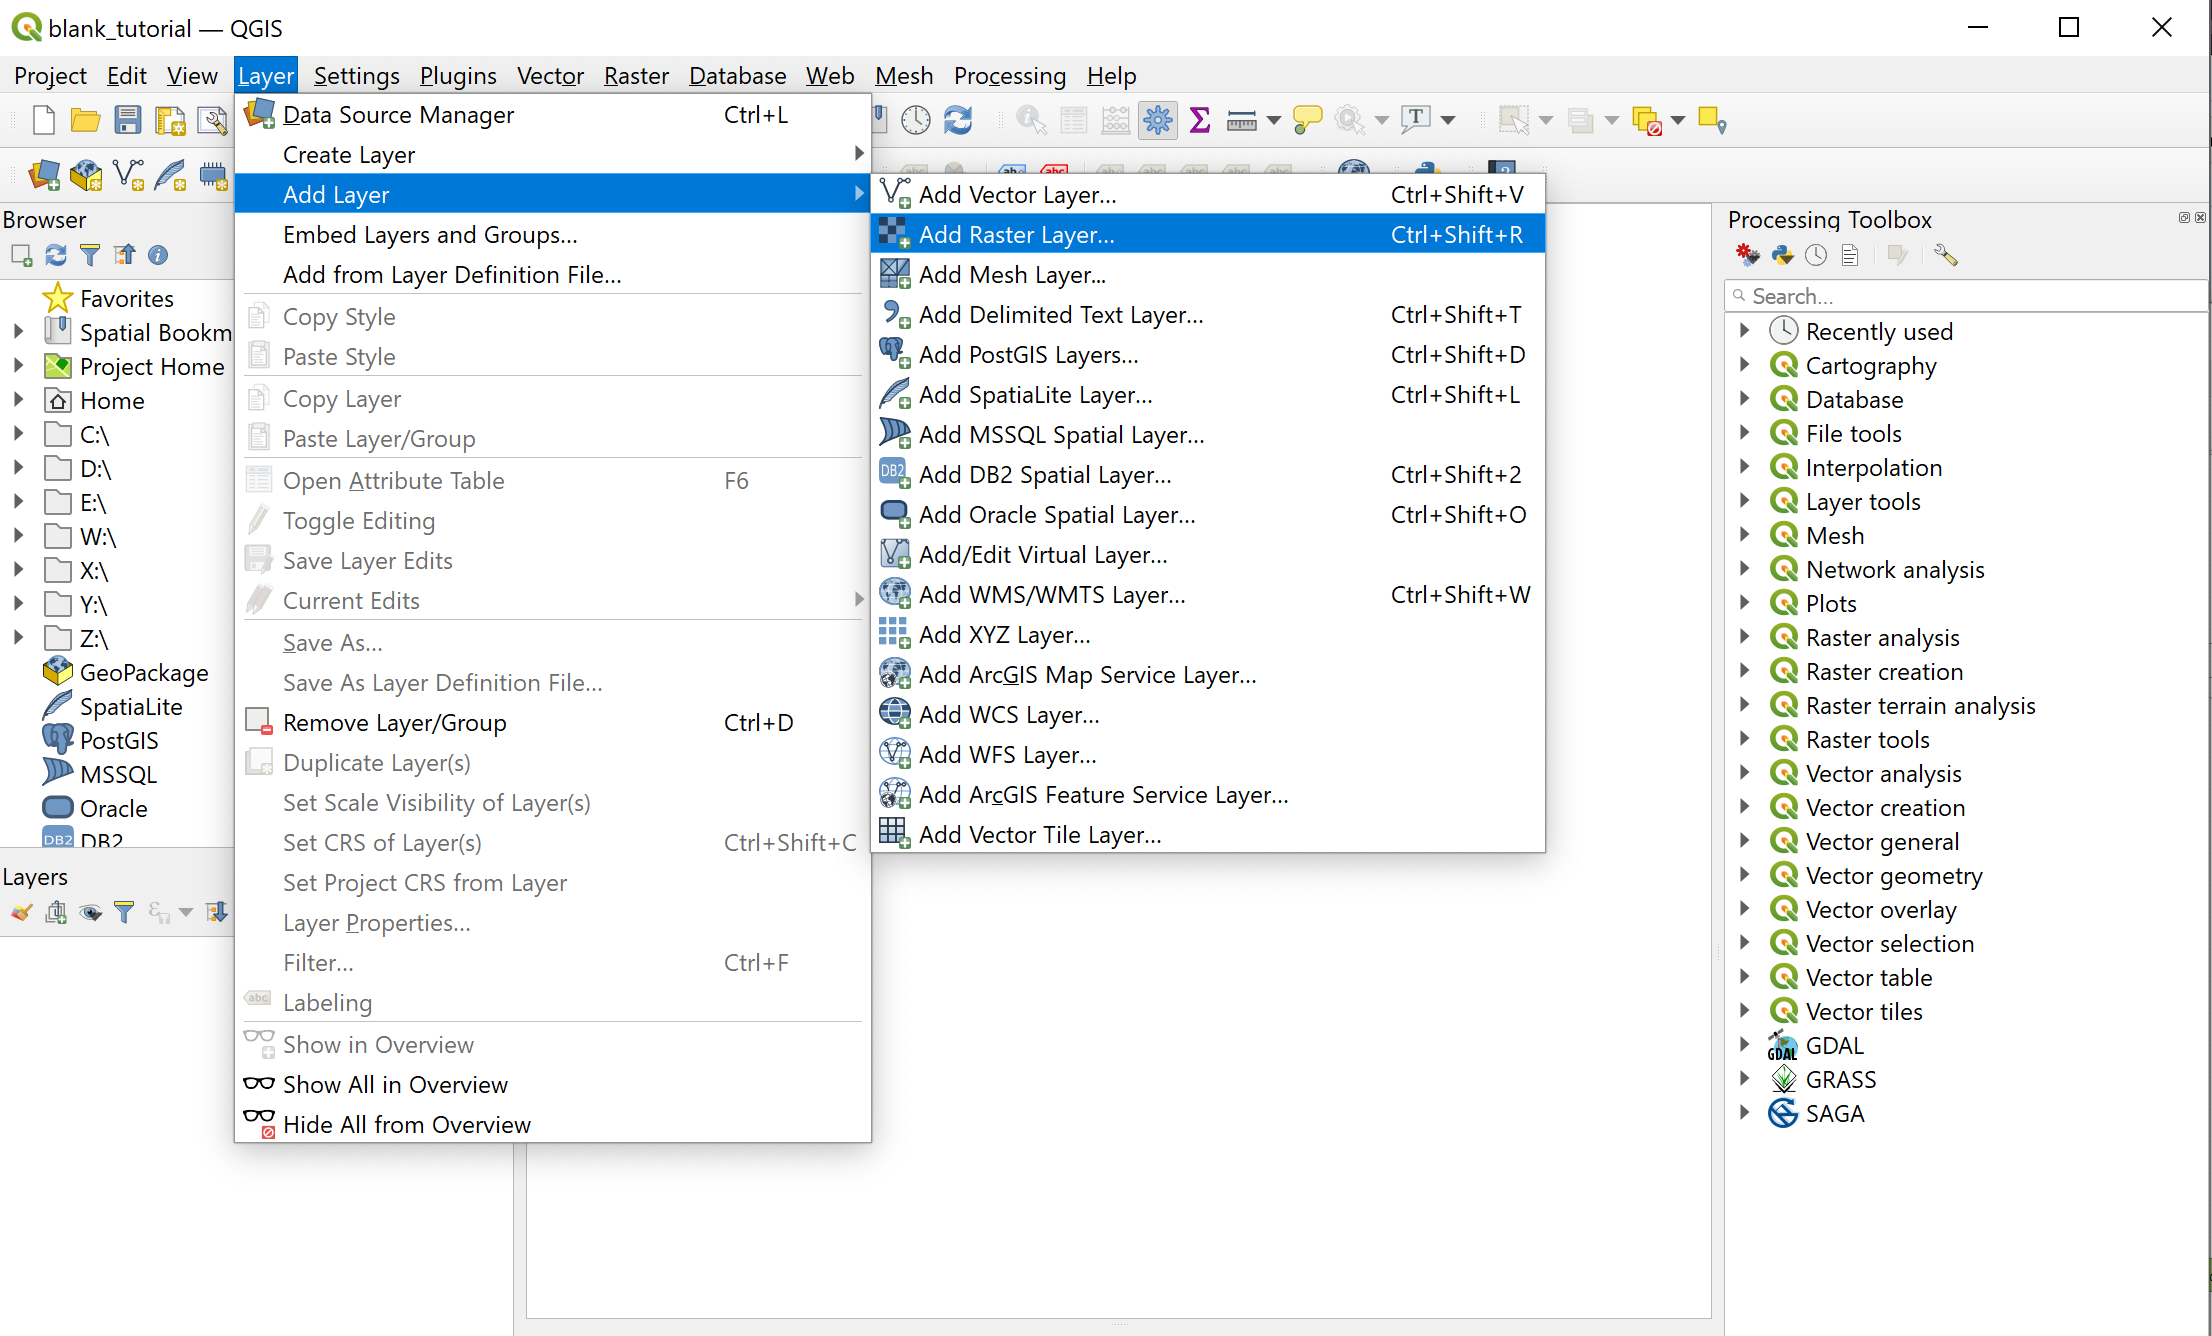 blank_tutorial — QGIS
Project Edit View Layer Settings Plugins Vector Raster Database Web Mesh Processing Help
Data Source Manager Ctrl+L
Create Layer
Add Layer
Embed Layers and Groups...
Add from Layer Definition File...
Copy Style
Paste Style
Copy Layer
Paste Layer/Group
Open Attribute Table F6
Toggle Editing
Save Layer Edits
Current Edits
Save As...
Save As Layer Definition File...
Remove Layer/Group Ctrl+D
Duplicate Layer(s)
Set Scale Visibility of Layer(s)
Set CRS of Layer(s) Ctrl+Shift+C
Set Project CRS from Layer
Layer Properties...
Filter... Ctrl+F
abc Labeling
Show in Overview
Show All in Overview
Hide All from Overview
Add Vector Layer... Ctrl+Shift+V
Add Raster Layer... Ctrl+Shift+R
Add Mesh Layer...
Add Delimited Text Layer... Ctrl+Shift+T
Add PostGIS Layers... Ctrl+Shift+D
Add SpatiaLite Layer... Ctrl+Shift+L
Add MSSQL Spatial Layer...
DB2 Add DB2 Spatial Layer... Ctrl+Shift+2
Add Oracle Spatial Layer... Ctrl+Shift+O
Add/Edit Virtual Layer...
Add WMS/WMTS Layer... Ctrl+Shift+W
Add XYZ Layer...
Add ArcGIS Map Service Layer...
Add WCS Layer...
Add WFS Layer...
Add ArcGIS Feature Service Layer...
Add Vector Tile Layer...
Browser
Favorites
Spatial Bookm
Project Home
Home
C:\
D:\
E:\
W:\
X:\
Y:\
Z:\
GeoPackage
SpatiaLite
PostGIS
MSSQL
Oracle
DB2 DB2
Layers
Processing Toolbox
Search...
Recently used
Cartography
Database
File tools
Interpolation
Layer tools
Mesh
Network analysis
Plots
Raster analysis
Raster creation
Raster terrain analysis
Raster tools
Vector analysis
Vector creation
Vector general
Vector geometry
Vector overlay
Vector selection
Vector table
Vector tiles
GDAL GDAL
GRASS
SAGA